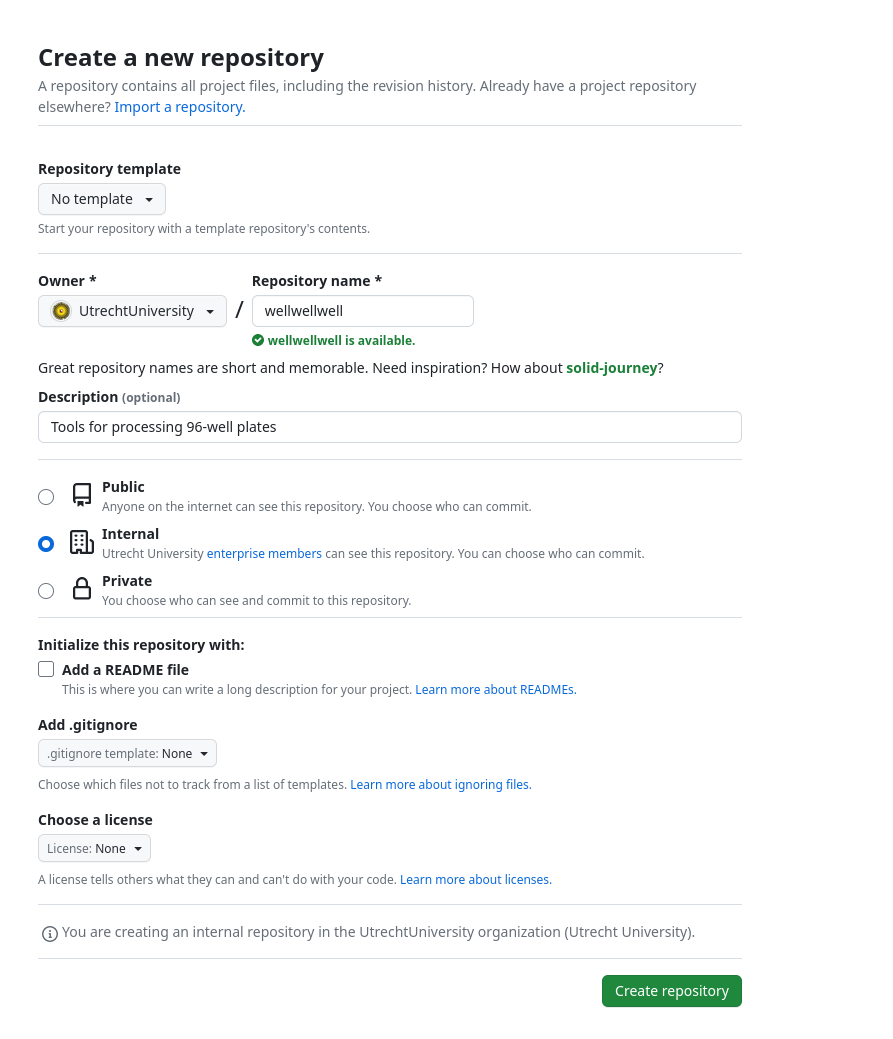 Create a new repository
A repository contains all project files, including the revision history. Already have a project repository
elsewhere? Import a repository.
Repository template
No template
Start your repository with a template repository's contents.
Owner *
Repository name *
UtrechtUniversity
/
wellwellwell
wellwellwell is available.
Great repository names are short and memorable. Need inspiration? How about solid-journey?
Description (optional)
Tools for processing 96-well plates
Public
Anyone on the internet can see this repository. You choose who can commit.
Internal
Utrecht University enterprise members can see this repository. You can choose who can commit.
Private
You choose who can see and commit to this repository.
Initialize this repository with:
Add a README file
This is where you can write a long description for your project. Learn more about READMEs.
Add .gitignore
.gitignore template: None
Choose which files not to track from a list of templates. Learn more about ignoring files.
Choose a license
License: None
A license tells others what they can and can't do with your code. Learn more about licenses.
You are creating an internal repository in the UtrechtUniversity organization (Utrecht University).
Create repository